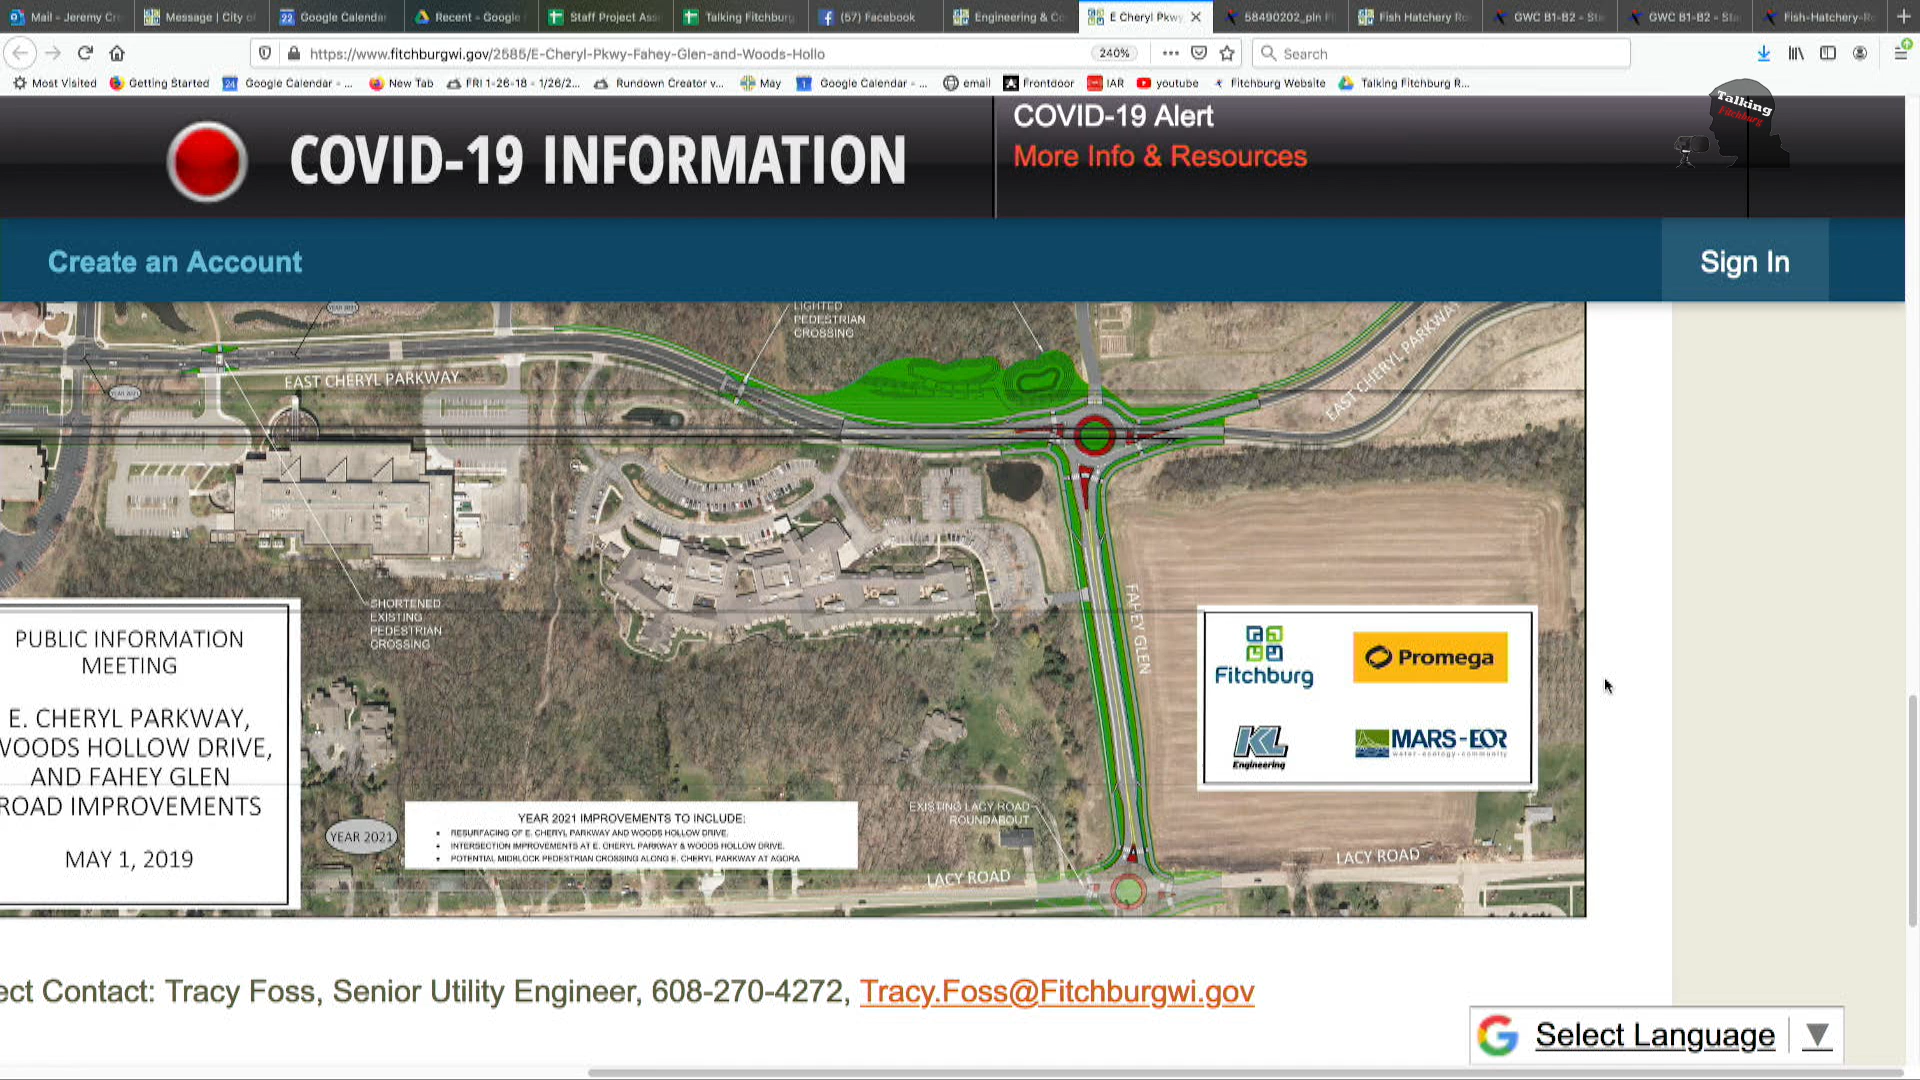 Mail - Jeremy Cr
Message | City of
Google Calendar
Recent - Google
Staff Project Ass
Talking Fitchburg
(57) Facebook
Engineering & Co
E Cheryl Pkwy
58490202_pln
Fish Hatchery Ro
GWC B1-B2 - Sta
GWC B1-B2 - Sta
Fish-Hatchery-R
https://www.fitchburgwi.gov/2585/E-Cheryl-Pkwy-Fahey-Glen-and-Woods-Hollo
240%
Search
Most Visited
Getting Started
Google Calendar - ...
New Tab
FRI 1-26-18 - 1/26/2...
Rundown Creator v...
May
Google Calendar - ...
email
Frontdoor
IAR
youtube
Fitchburg Website
Talking Fitchburg R...
Talking
Fitchburg
COVID-19 INFORMATION
COVID-19 Alert
More Info & Resources
Create an Account
Sign In
LIGHTED
PEDESTRIAN
CROSSING
YEAR 2021
YEAR 2021
EAST CHERYL PARKWAY
EAST CHERYL PARKWAY
SHORTENED
EXISTING
PEDESTRIAN
CROSSING
FAHEY GLEN
PUBLIC INFORMATION
MEETING
E. CHERYL PARKWAY,
WOODS HOLLOW DRIVE,
AND FAHEY GLEN
ROAD IMPROVEMENTS
MAY 1, 2019
YEAR 2021
YEAR 2021 IMPROVEMENTS TO INCLUDE:
• RESURFACING OF E. CHERYL PARKWAY AND WOODS HOLLOW DRIVE.
• INTERSECTION IMPROVEMENTS AT E. CHERYL PARKWAY & WOODS HOLLOW DRIVE.
• POTENTIAL MIDBLOCK PEDESTRIAN CROSSING ALONG E. CHERYL PARKWAY AT AGORA
EXISTING LACY ROAD
ROUNDABOUT
LACY ROAD
LACY ROAD
Fitchburg
Promega
KL
Engineering
MARS-EOR
water·ecology·community
ect Contact: Tracy Foss, Senior Utility Engineer, 608-270-4272, Tracy.Foss@Fitchburgwi.gov
Select Language